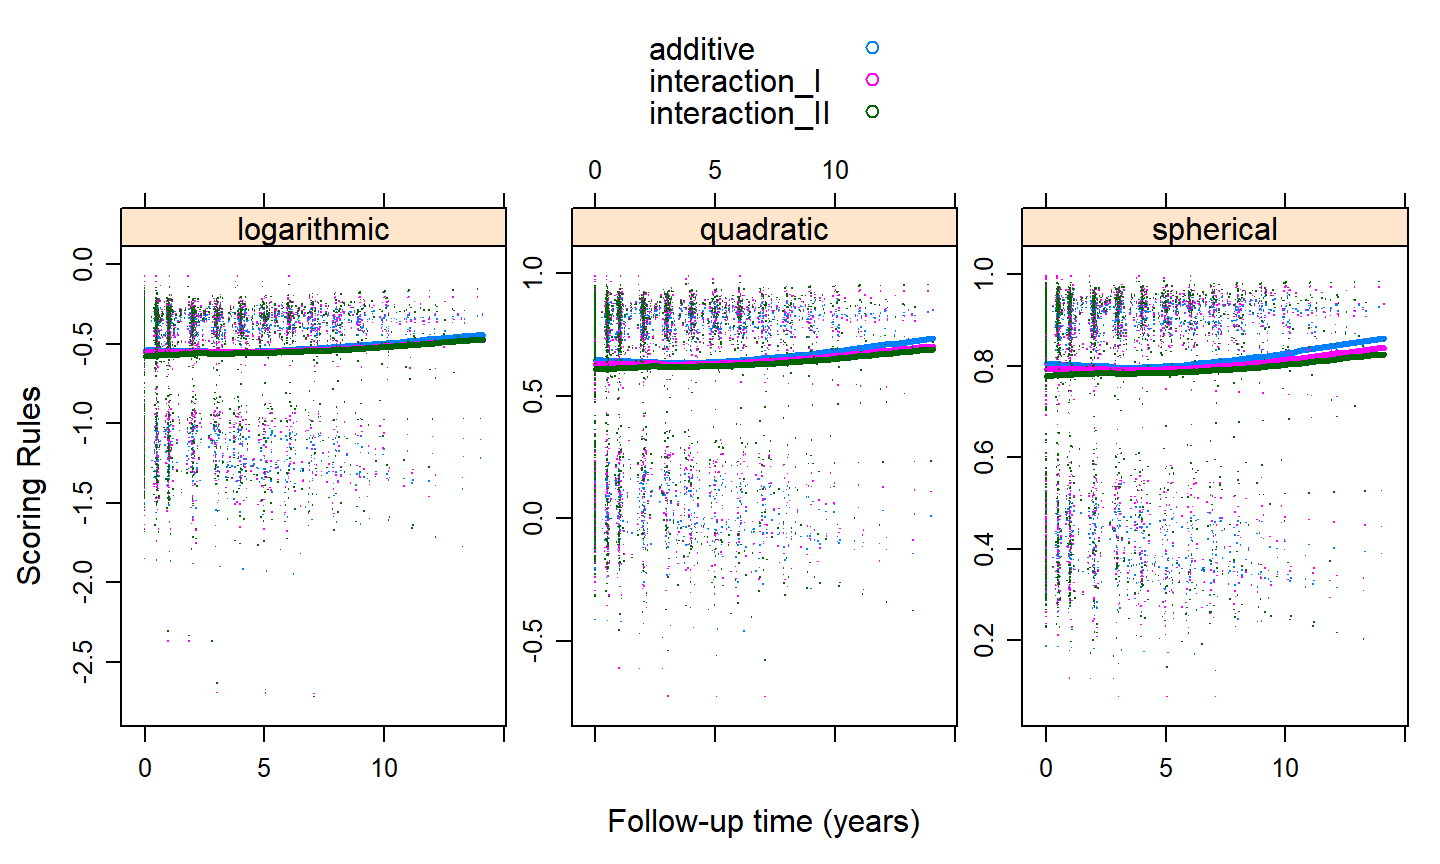 additive
interaction_I
interaction_II
0 5 10
logarithmic quadratic spherical
0.0 -0.5 -1.0 -1.5 -2.0 -2.5
1.0 0.5 0.0 -0.5
1.0 0.8 0.6 0.4 0.2
Scoring Rules
0 5 10 0 5 10
Follow-up time (years)